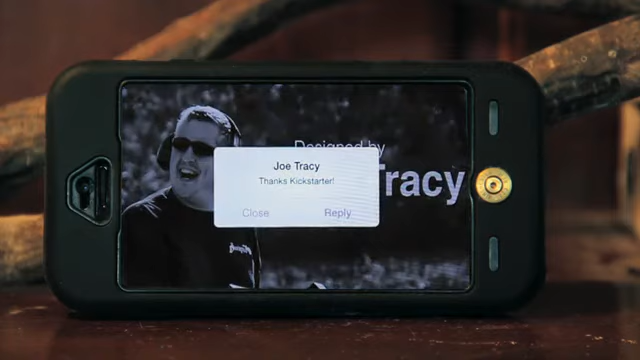 Designed by
Tracy
Joe Tracy
Thanks Kickstarter!
Close
Reply